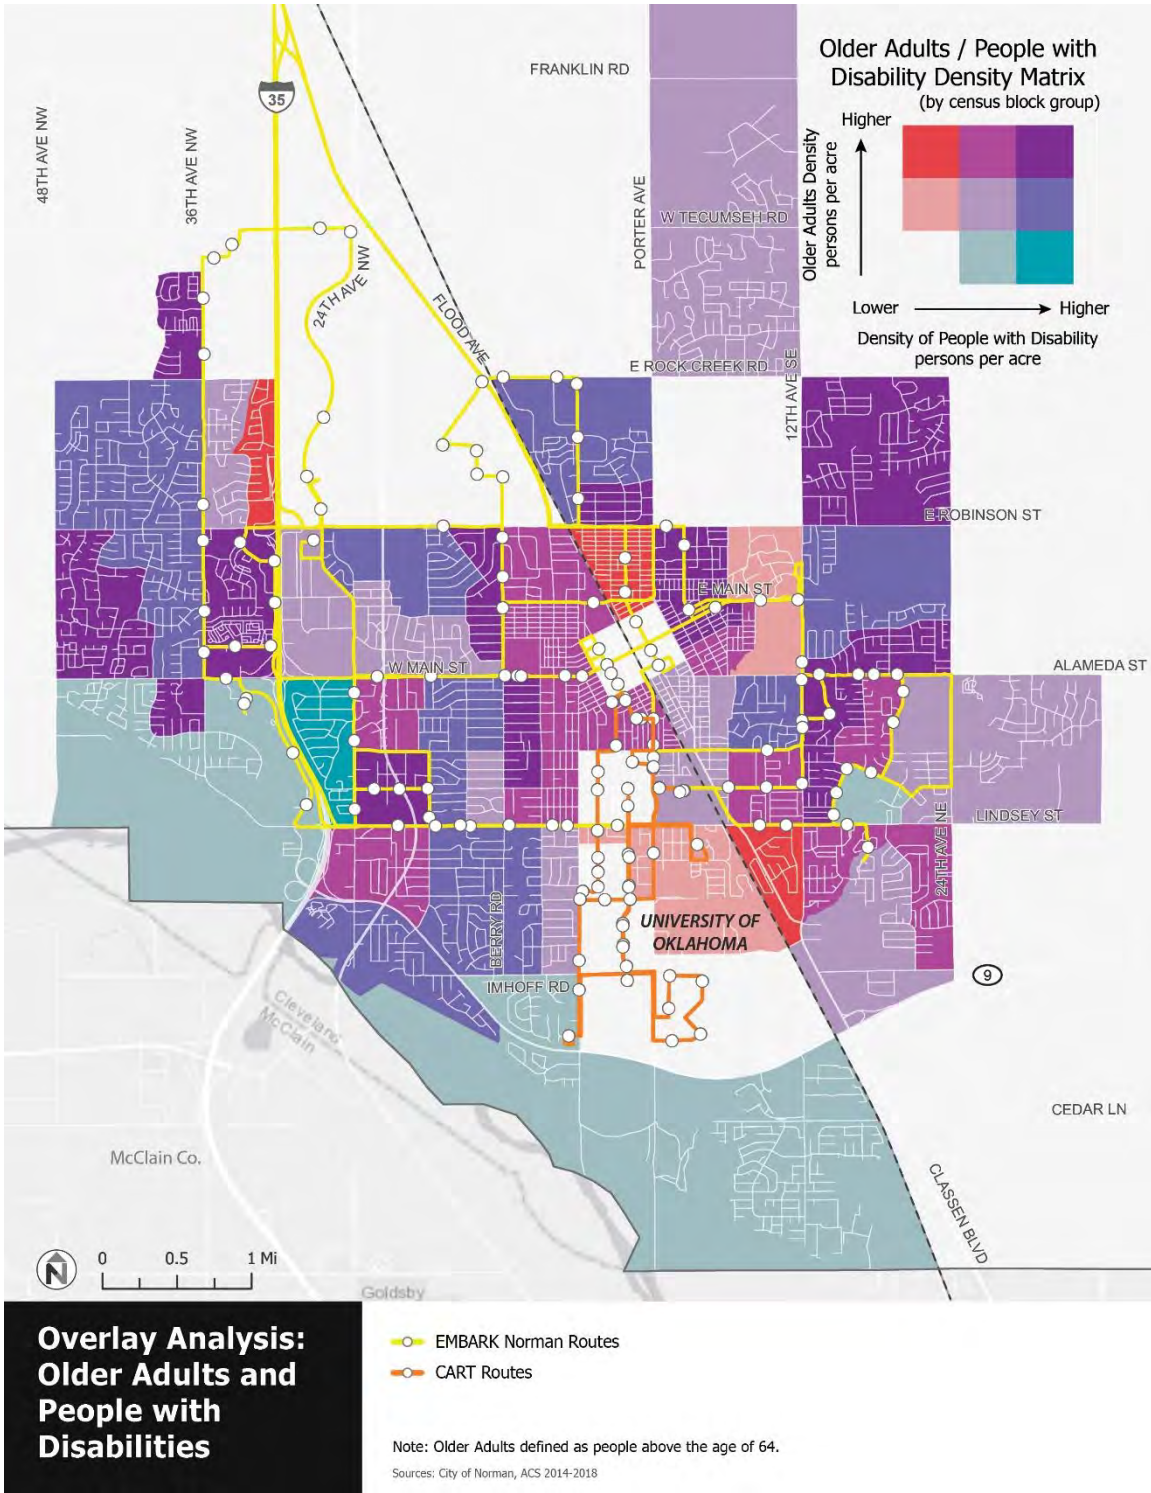 Older Adults / People with
Disability Density Matrix
(by census block group)
Higher
Older Adults Density
persons per acre
Lower
Higher
Density of People with Disability
persons per acre
FRANKLIN RD
35
48TH AVE NW
36TH AVE NW
PORTER AVE
W TECUMSEH RD
24TH AVE NW
FLOOD AVE
E ROCK CREEK RD
12TH AVE SE
E ROBINSON ST
E MAIN ST
W MAIN ST
ALAMEDA ST
LINDSEY ST
24TH AVE NE
BERRY RD
UNIVERSITY OF
OKLAHOMA
9
IMHOFF RD
Cleveland
McClain
CEDAR LN
McClain Co.
CLASSEN BLVD
N
0 0.5 1 Mi
Goldsby
Overlay Analysis:
Older Adults and
People with
Disabilities
EMBARK Norman Routes
CART Routes
Note: Older Adults defined as people above the age of 64.
Sources: City of Norman, ACS 2014-2018